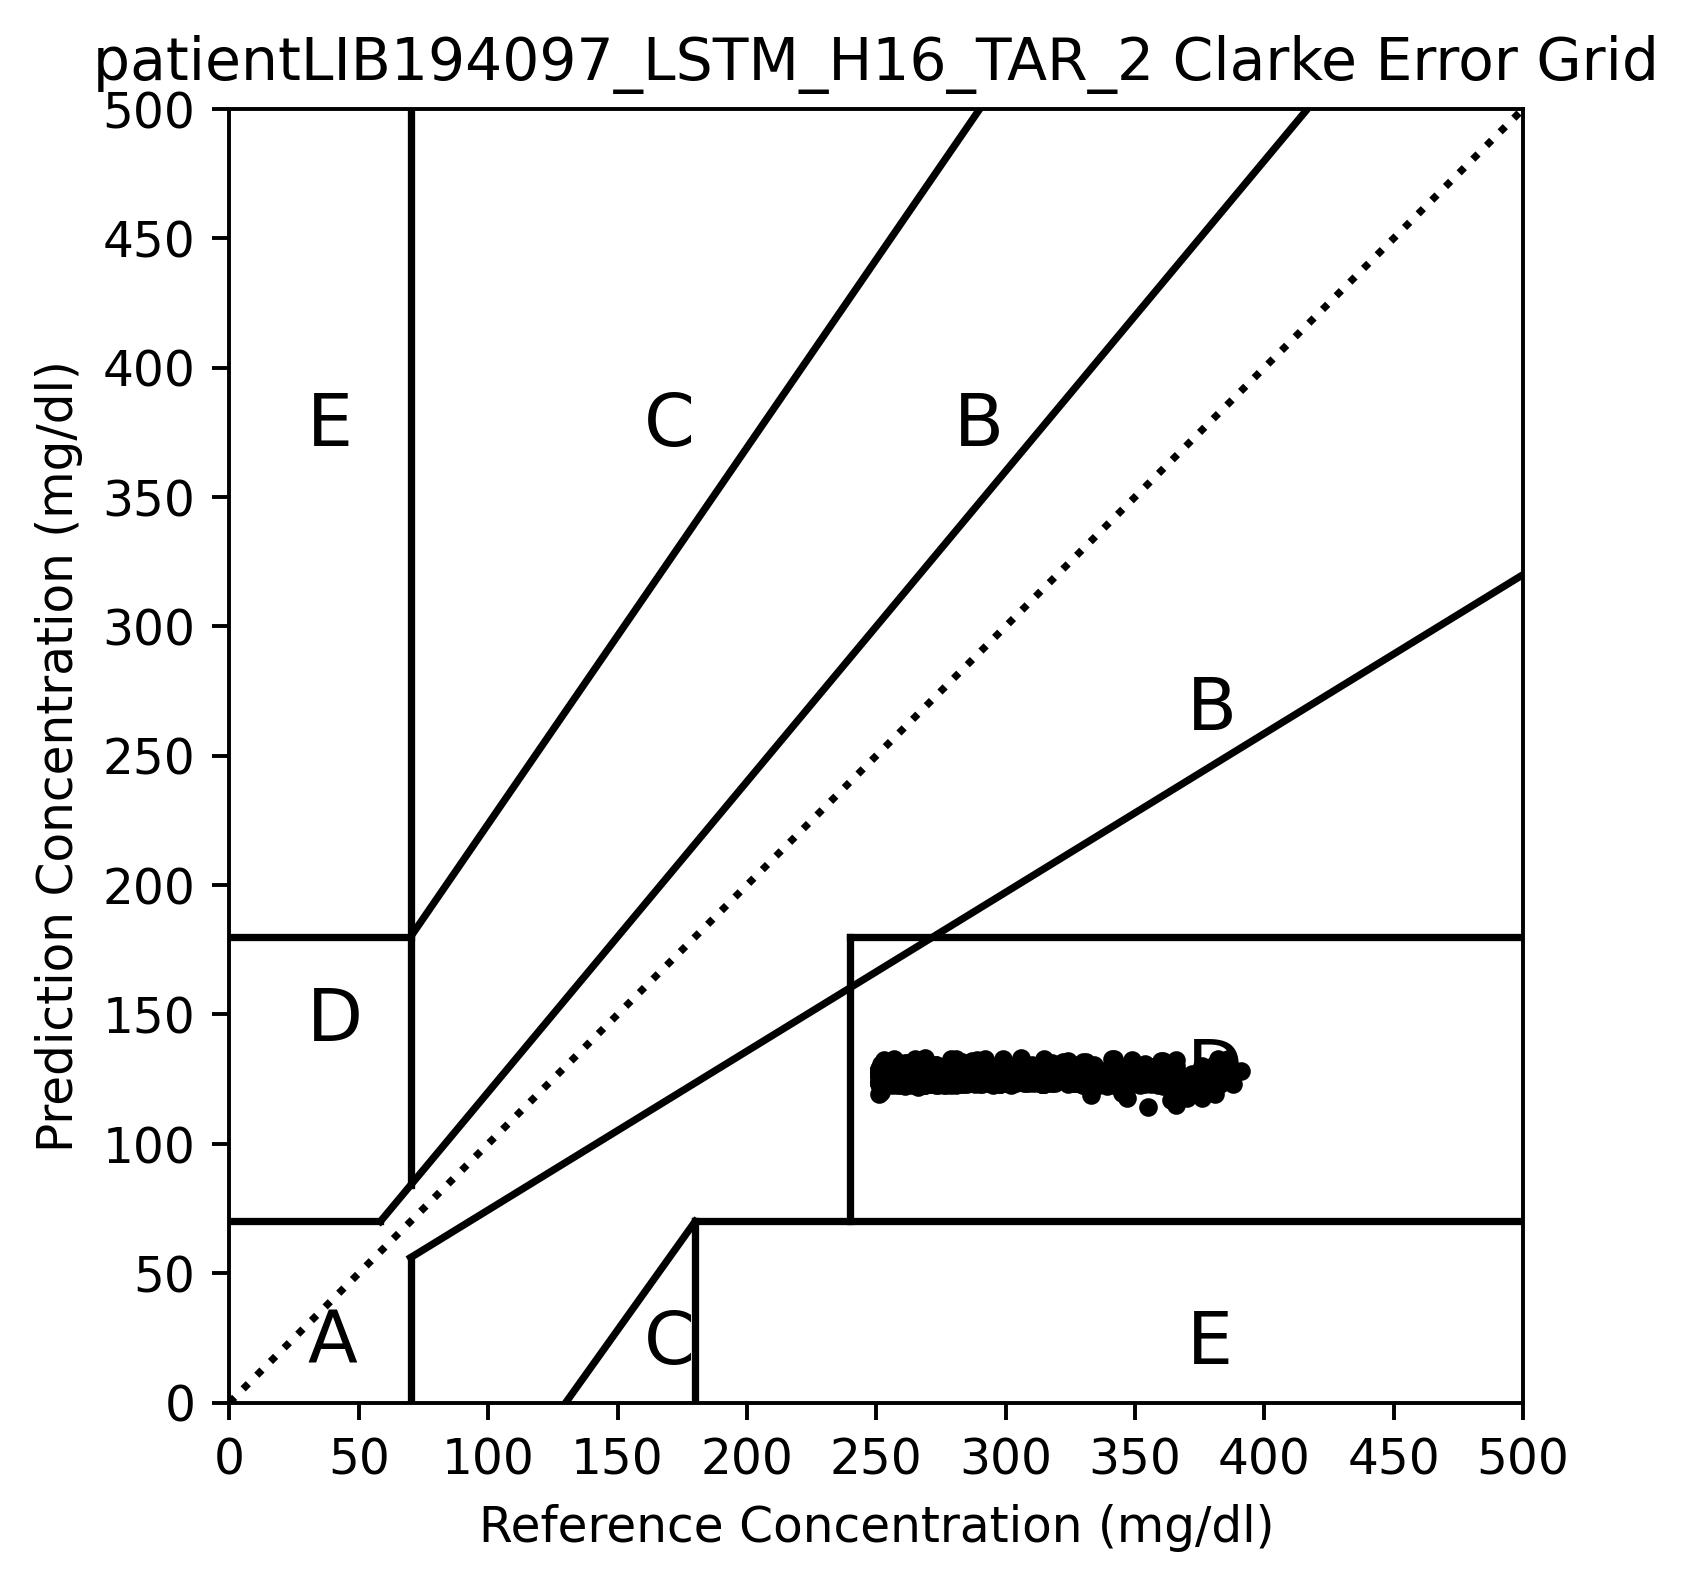 patientLIB194097_LSTM_H16_TAR_2 Clarke Error Grid
500
450
400
350
300
250
200
150
100
50
0
Prediction Concentration (mg/dl)
E
C
B
B
D
D
A
C
E
0 50 100 150 200 250 300 350 400 450 500
Reference Concentration (mg/dl)